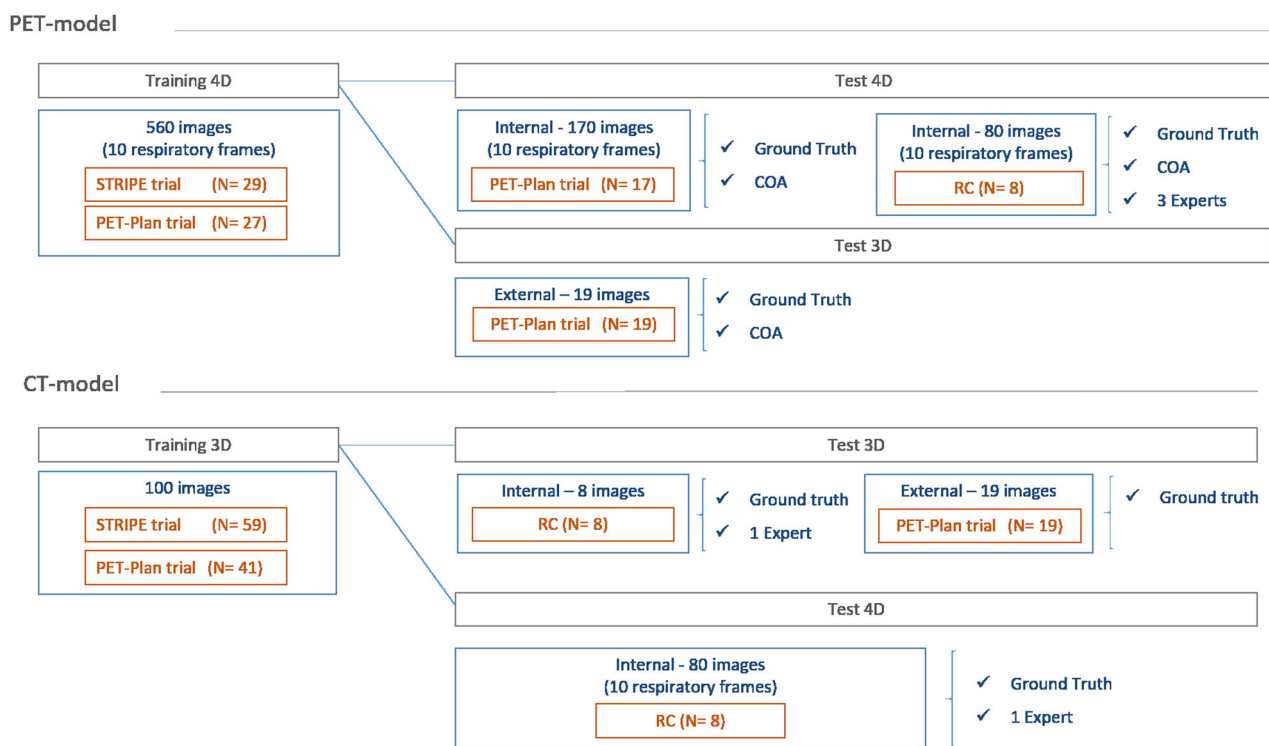 PET-model
Training 4D
Test 4D
560 images
(10 respiratory frames)
STRIPE trial (N= 29)
PET-Plan trial (N= 27)
Internal - 170 images
(10 respiratory frames)
PET-Plan trial (N= 17)
✓ Ground Truth
✓ COA
Internal - 80 images
(10 respiratory frames)
RC (N= 8)
✓ Ground Truth
✓ COA
✓ 3 Experts
Test 3D
External – 19 images
PET-Plan trial (N= 19)
✓ Ground Truth
✓ COA
CT-model
Training 3D
Test 3D
100 images
STRIPE trial (N= 59)
PET-Plan trial (N= 41)
Internal – 8 images
RC (N= 8)
✓ Ground truth
✓ 1 Expert
External – 19 images
PET-Plan trial (N= 19)
✓ Ground truth
Test 4D
Internal - 80 images
(10 respiratory frames)
RC (N= 8)
✓ Ground Truth
✓ 1 Expert